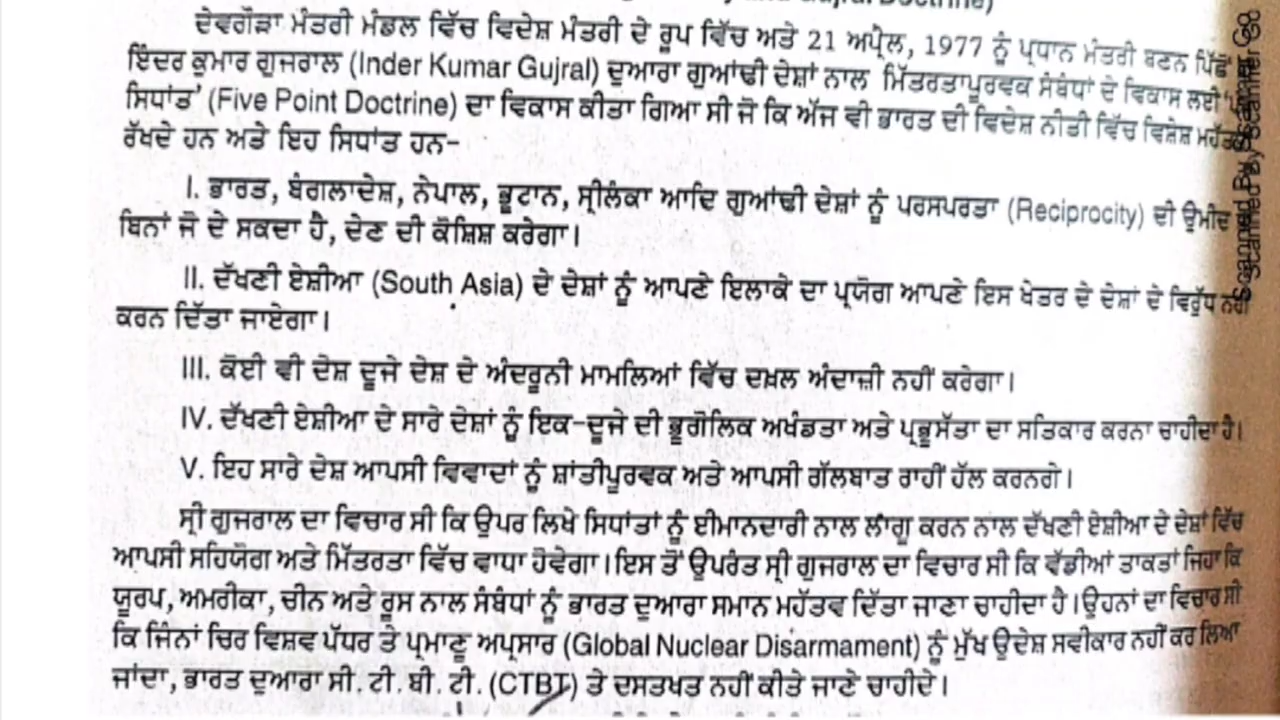 Gujral Doctrine)
ਦੇਵਗੌੜਾ ਮੰਤਰੀ ਮੰਡਲ ਵਿੱਚ ਵਿਦੇਸ਼ ਮੰਤਰੀ ਦੇ ਰੂਪ ਵਿੱਚ ਅਤੇ 21 ਅਪ੍ਰੈਲ, 1977 ਨੂੰ ਪ੍ਰਧਾਨ ਮੰਤਰੀ ਬਣਨ ਪਿੱਛੋਂ
ਇੰਦਰ ਕੁਮਾਰ ਗੁਜਰਾਲ (Inder Kumar Gujral) ਦੁਆਰਾ ਗੁਆਂਢੀ ਦੇਸ਼ਾਂ ਨਾਲ ਮਿੱਤਰਤਾਪੂਰਵਕ ਸੰਬੰਧਾਂ ਦੇ ਵਿਕਾਸ ਲਈ
ਸਿਧਾਂਤ' (Five Point Doctrine) ਦਾ ਵਿਕਾਸ ਕੀਤਾ ਗਿਆ ਸੀ ਜੋ ਕਿ ਅੱਜ ਵੀ ਭਾਰਤ ਦੀ ਵਿਦੇਸ਼ ਨੀਤੀ ਵਿੱਚ ਵਿਸ਼ੇਸ਼
ਰੱਖਦੇ ਹਨ ਅਤੇ ਇਹ ਸਿਧਾਂਤ ਹਨ–
I. ਭਾਰਤ, ਬੰਗਲਾਦੇਸ਼, ਨੇਪਾਲ, ਭੂਟਾਨ, ਸ੍ਰੀਲੰਕਾ ਆਦਿ ਗੁਆਂਢੀ ਦੇਸ਼ਾਂ ਨੂੰ ਪਰਸਪਰਤਾ (Reciprocity) ਦੀ ਉਮੀਦ
ਬਿਨਾਂ ਜੋ ਦੇ ਸਕਦਾ ਹੈ, ਦੇਣ ਦੀ ਕੋਸ਼ਿਸ਼ ਕਰੇਗਾ।
II. ਦੱਖਣੀ ਏਸ਼ੀਆ (South Asia) ਦੇ ਦੇਸ਼ਾਂ ਨੂੰ ਆਪਣੇ ਇਲਾਕੇ ਦਾ ਪ੍ਰਯੋਗ ਆਪਣੇ ਇਸ ਖੇਤਰ ਦੇ ਦੇਸ਼ਾਂ ਦੇ ਵਿਰੁੱਧ ਨਹੀਂ
ਕਰਨ ਦਿੱਤਾ ਜਾਏਗਾ।
III. ਕੋਈ ਵੀ ਦੇਸ਼ ਦੂਜੇ ਦੇਸ਼ ਦੇ ਅੰਦਰੂਨੀ ਮਾਮਲਿਆਂ ਵਿੱਚ ਦਖ਼ਲ ਅੰਦਾਜ਼ੀ ਨਹੀਂ ਕਰੇਗਾ।
IV. ਦੱਖਣੀ ਏਸ਼ੀਆ ਦੇ ਸਾਰੇ ਦੇਸ਼ਾਂ ਨੂੰ ਇਕ-ਦੂਜੇ ਦੀ ਭੂਗੋਲਿਕ ਅਖੰਡਤਾ ਅਤੇ ਪ੍ਰਭੂਸੱਤਾ ਦਾ ਸਤਿਕਾਰ ਕਰਨਾ ਚਾਹੀਦਾ ਹੈ।
V. ਇਹ ਸਾਰੇ ਦੇਸ਼ ਆਪਸੀ ਵਿਵਾਦਾਂ ਨੂੰ ਸ਼ਾਂਤੀਪੂਰਵਕ ਅਤੇ ਆਪਸੀ ਗੱਲਬਾਤ ਰਾਹੀਂ ਹੱਲ ਕਰਨਗੇ।
ਸ੍ਰੀ ਗੁਜਰਾਲ ਦਾ ਵਿਚਾਰ ਸੀ ਕਿ ਉਪਰ ਲਿਖੇ ਸਿਧਾਂਤਾਂ ਨੂੰ ਈਮਾਨਦਾਰੀ ਨਾਲ ਲਾਗੂ ਕਰਨ ਨਾਲ ਦੱਖਣੀ ਏਸ਼ੀਆ ਦੇ ਦੇਸ਼ਾਂ ਵਿੱਚ
ਆਪਸੀ ਸਹਿਯੋਗ ਅਤੇ ਮਿੱਤਰਤਾ ਵਿੱਚ ਵਾਧਾ ਹੋਵੇਗਾ।ਇਸ ਤੋਂ ਉਪਰੰਤ ਸ੍ਰੀ ਗੁਜਰਾਲ ਦਾ ਵਿਚਾਰ ਸੀ ਕਿ ਵੱਡੀਆਂ ਤਾਕਤਾਂ ਜਿਹਾ ਕਿ
ਯੂਰਪ, ਅਮਰੀਕਾ, ਚੀਨ ਅਤੇ ਰੂਸ ਨਾਲ ਸੰਬੰਧਾਂ ਨੂੰ ਭਾਰਤ ਦੁਆਰਾ ਸਮਾਨ ਮਹੱਤਵ ਦਿੱਤਾ ਜਾਣਾ ਚਾਹੀਦਾ ਹੈ।ਉਹਨਾਂ ਦਾ ਵਿਚਾਰ ਸੀ
ਕਿ ਜਿੰਨਾਂ ਚਿਰ ਵਿਸ਼ਵ ਪੱਧਰ ਤੇ ਪ੍ਰਮਾਣੂ ਅਪ੍ਰਸਾਰ (Global Nuclear Disarmament) ਨੂੰ ਮੁੱਖ ਉਦੇਸ਼ ਸਵੀਕਾਰ ਨਹੀਂ ਕਰ ਲਿਆ
ਜਾਂਦਾ, ਭਾਰਤ ਦੁਆਰਾ ਸੀ. ਟੀ. ਬੀ. ਟੀ. (CTBT) ਤੇ ਦਸਤਖਤ ਨਹੀਂ ਕੀਤੇ ਜਾਣੇ ਚਾਹੀਦੇ।